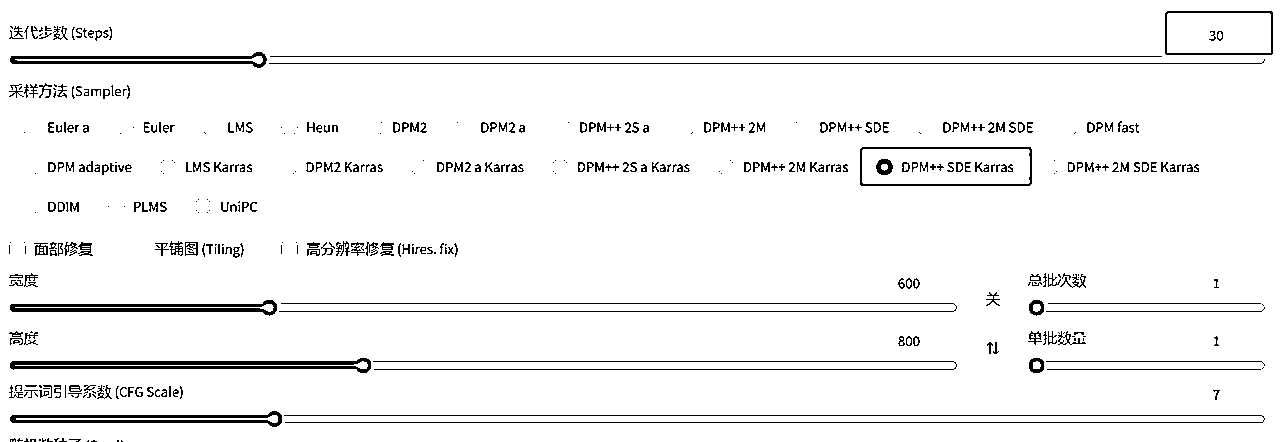 迭代步数 (Steps)
30
采样方法 (Sampler)
Euler a Euler LMS Heun DPM2 DPM2 a DPM++ 2S a DPM++ 2M DPM++ SDE DPM++ 2M SDE DPM fast
DPM adaptive LMS Karras DPM2 Karras DPM2 a Karras DPM++ 2S a Karras DPM++ 2M Karras DPM++ SDE Karras DPM++ 2M SDE Karras
DDIM PLMS UniPC
面部修复 平铺图 (Tiling) 高分辨率修复 (Hires. fix)
宽度 600 关 总批次数 1
高度 800 ⇅ 单批数量 1
提示词引导系数 (CFG Scale) 7